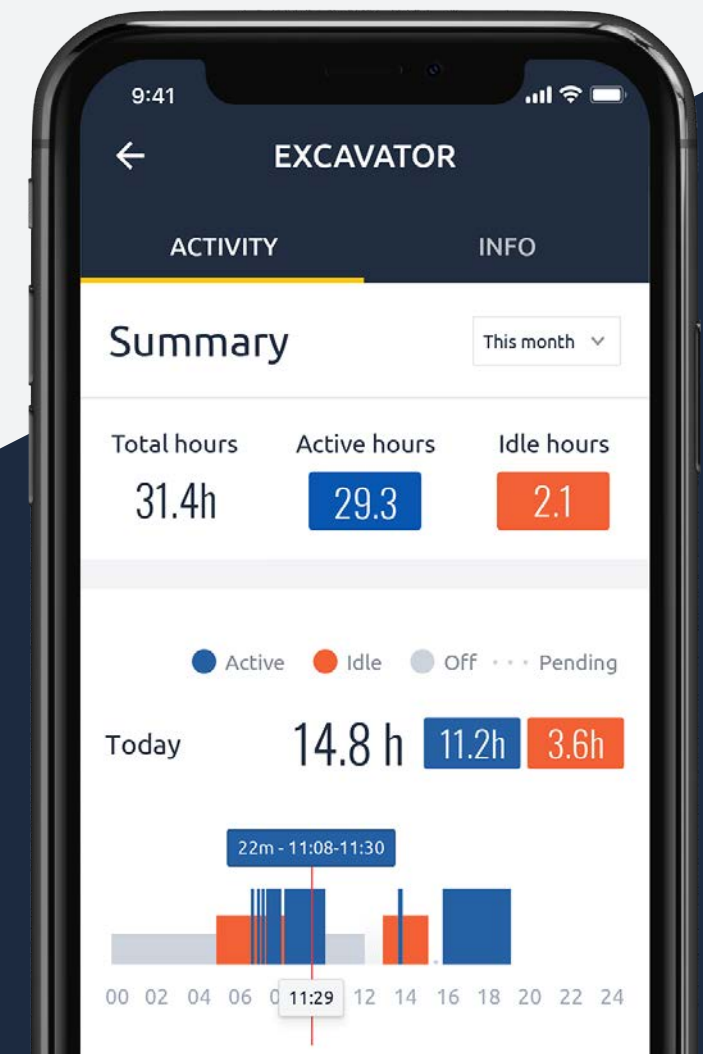 9:41
EXCAVATOR
ACTIVITY INFO
Summary This month
Total hours Active hours Idle hours
31.4h 29.3 2.1
Active Idle Off Pending
Today 14.8 h 11.2h 3.6h
22m - 11:08-11:30
00 02 04 06 0 11:29 12 14 16 18 20 22 24